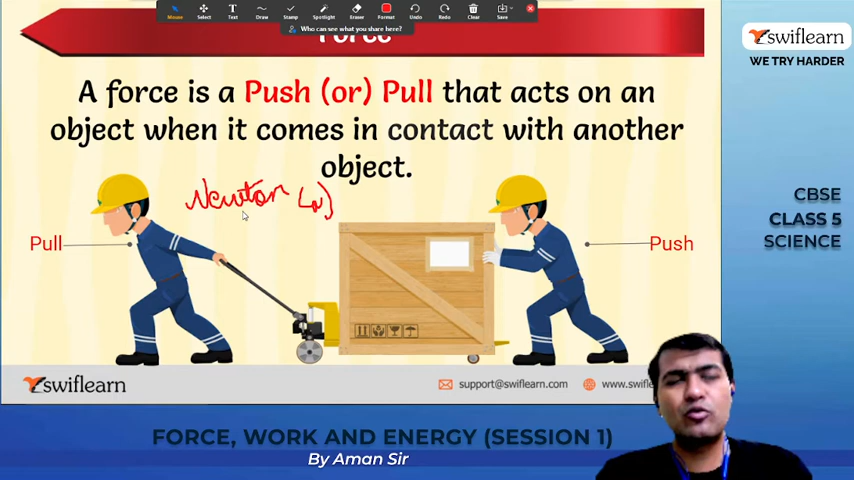 Mouse Select Text Draw Stamp Spotlight Eraser Format Undo Redo Clear Save
Who can see what you share here?
Force
swiflearn
WE TRY HARDER
A force is a Push (or) Pull that acts on an
object when it comes in contact with another
object.
Newton (N)
Pull
Push
CBSE
CLASS 5
SCIENCE
swiflearn
support@swiflearn.com
FORCE, WORK AND ENERGY (SESSION 1)
By Aman Sir